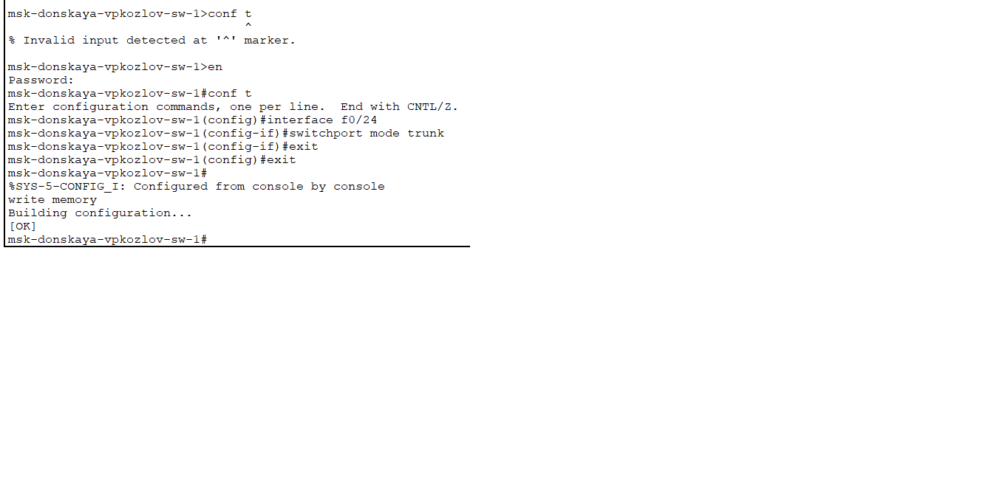 msk-donskaya-vpkozlov-sw-1>conf t
^
% Invalid input detected at '^' marker.
msk-donskaya-vpkozlov-sw-1>en
Password:
msk-donskaya-vpkozlov-sw-1#conf t
Enter configuration commands, one per line.  End with CNTL/Z.
msk-donskaya-vpkozlov-sw-1(config)#interface f0/24
msk-donskaya-vpkozlov-sw-1(config-if)#switchport mode trunk
msk-donskaya-vpkozlov-sw-1(config-if)#exit
msk-donskaya-vpkozlov-sw-1(config)#exit
msk-donskaya-vpkozlov-sw-1#
%SYS-5-CONFIG_I: Configured from console by console
write memory
Building configuration...
[OK]
msk-donskaya-vpkozlov-sw-1#